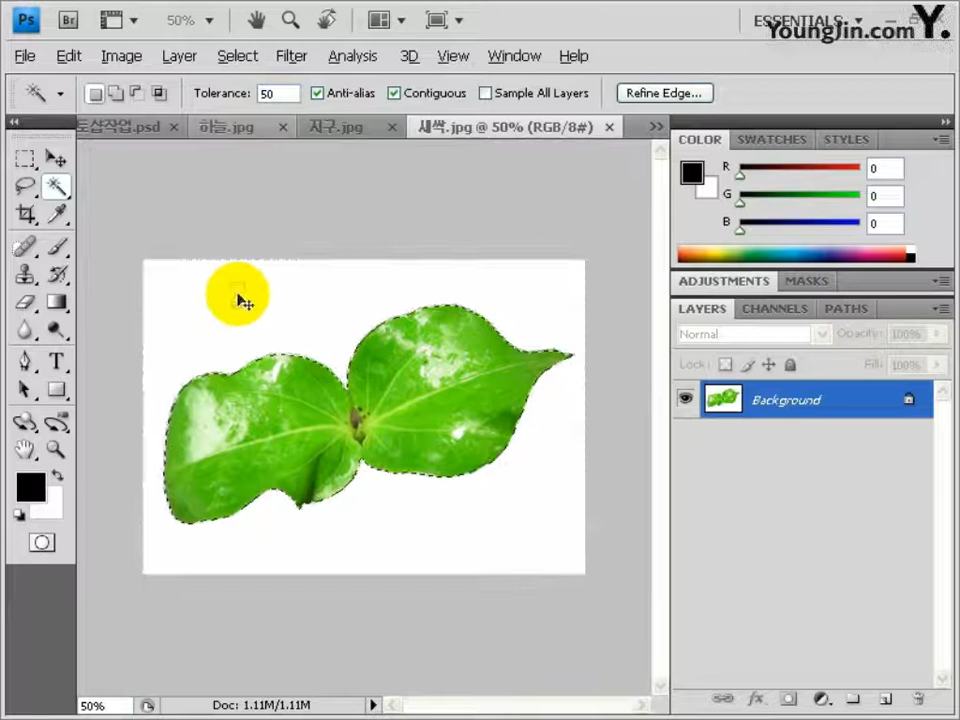 Ps Br 50% ESSENTIALS
YoungJin.com Y.
File Edit Image Layer Select Filter Analysis 3D View Window Help
Tolerance: 50 Anti-alias Contiguous Sample All Layers Refine Edge...
토샵작업.psd × 하늘.jpg × 지구.jpg × 새싹.jpg @ 50% (RGB/8#) ×
COLOR SWATCHES STYLES
R 0
G 0
B 0
ADJUSTMENTS MASKS
LAYERS CHANNELS PATHS
Normal Opacity: 100%
Lock: Fill: 100%
Background
50% Doc: 1.11M/1.11M